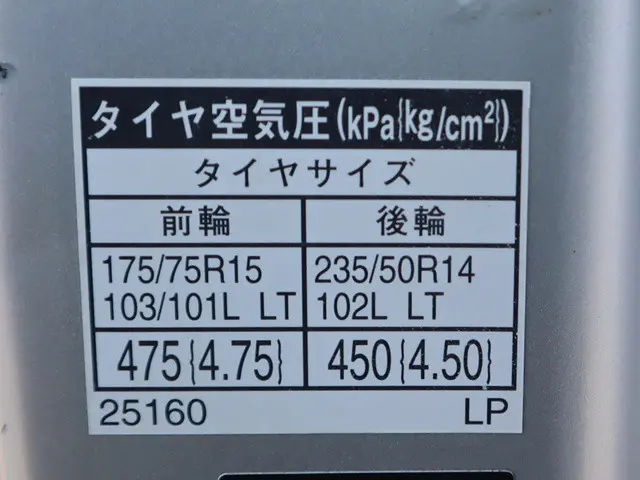 タイヤ空気圧(kPa{kg/cm²})
タイヤサイズ
前輪 後輪
175/75R15 235/50R14
103/101L LT 102L LT
475{4.75} 450{4.50}
25160 LP